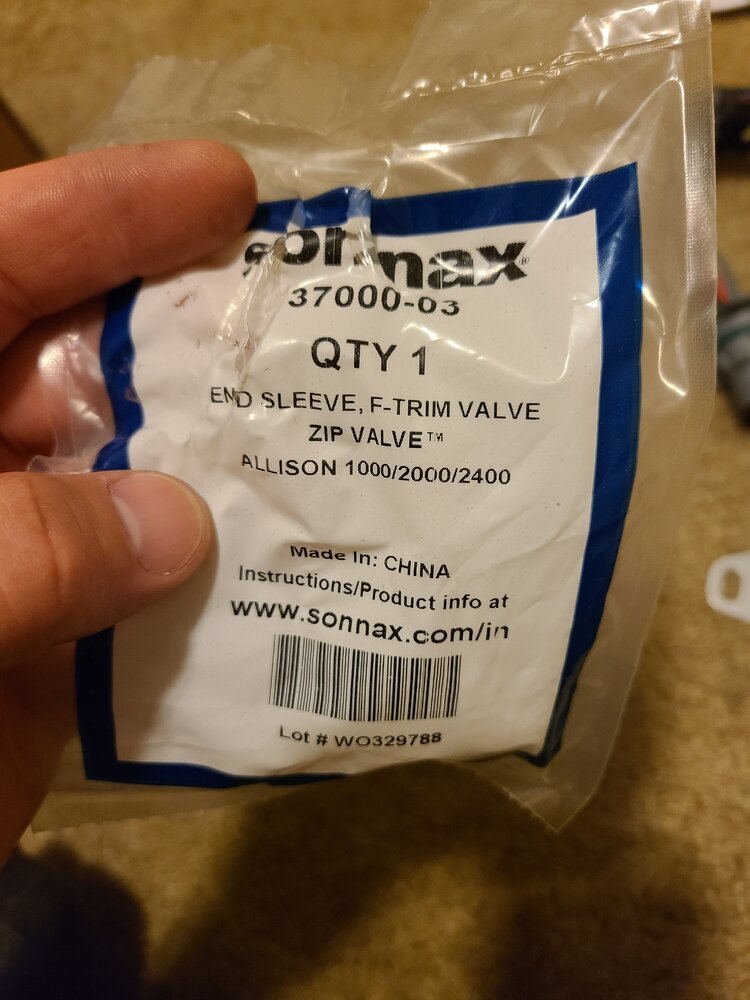 sonnax®
37000-03
QTY 1
END SLEEVE, F-TRIM VALVE
ZIP VALVE™
ALLISON 1000/2000/2400
Made In: CHINA
Instructions/Product info at
www.sonnax.com/in
Lot # WO329788